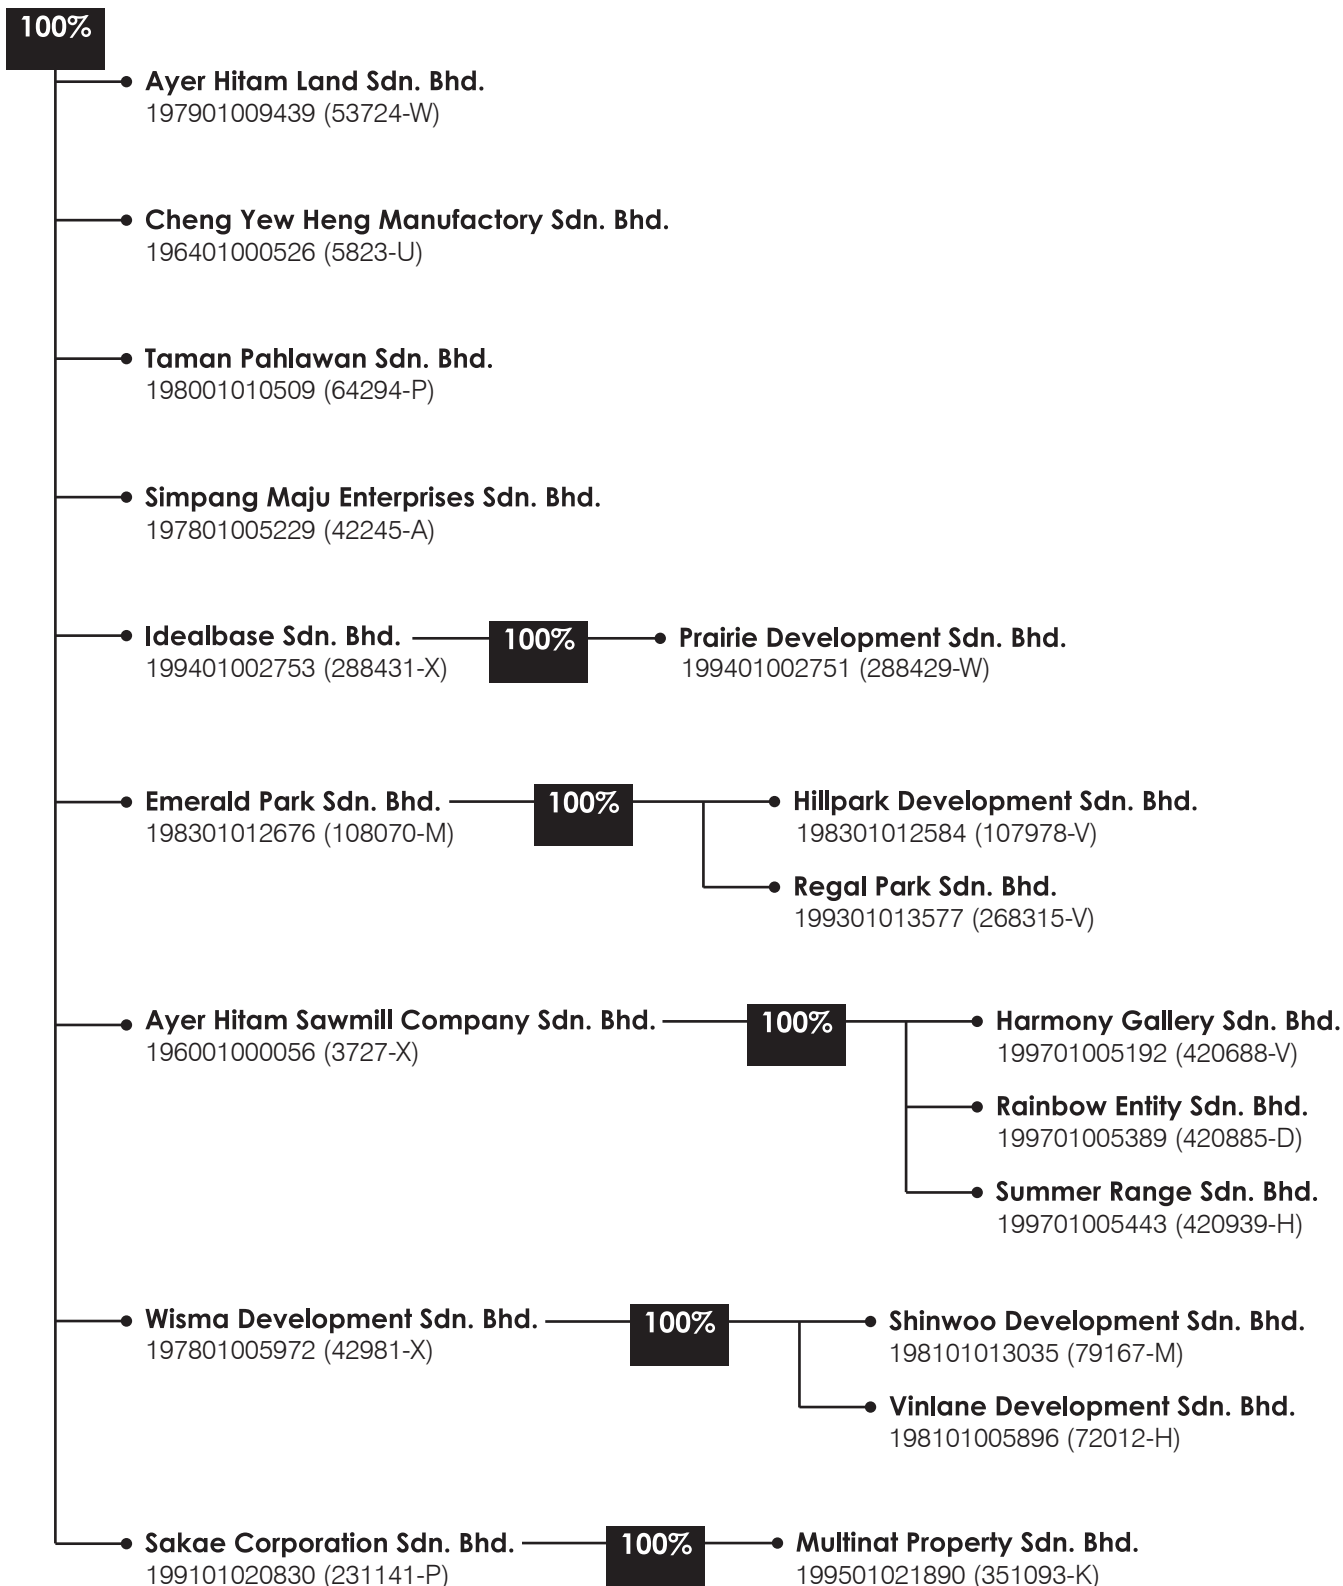 100%
Ayer Hitam Land Sdn. Bhd.
197901009439 (53724-W)
Cheng Yew Heng Manufactory Sdn. Bhd.
196401000526 (5823-U)
Taman Pahlawan Sdn. Bhd.
198001010509 (64294-P)
Simpang Maju Enterprises Sdn. Bhd.
197801005229 (42245-A)
Idealbase Sdn. Bhd.
199401002753 (288431-X)
100%
Prairie Development Sdn. Bhd.
199401002751 (288429-W)
Emerald Park Sdn. Bhd.
198301012676 (108070-M)
100%
Hillpark Development Sdn. Bhd.
198301012584 (107978-V)
Regal Park Sdn. Bhd.
199301013577 (268315-V)
Ayer Hitam Sawmill Company Sdn. Bhd.
196001000056 (3727-X)
100%
Harmony Gallery Sdn. Bhd.
199701005192 (420688-V)
Rainbow Entity Sdn. Bhd.
199701005389 (420885-D)
Summer Range Sdn. Bhd.
199701005443 (420939-H)
Wisma Development Sdn. Bhd.
197801005972 (42981-X)
100%
Shinwoo Development Sdn. Bhd.
198101013035 (79167-M)
Vinlane Development Sdn. Bhd.
198101005896 (72012-H)
Sakae Corporation Sdn. Bhd.
199101020830 (231141-P)
100%
Multinat Property Sdn. Bhd.
199501021890 (351093-K)